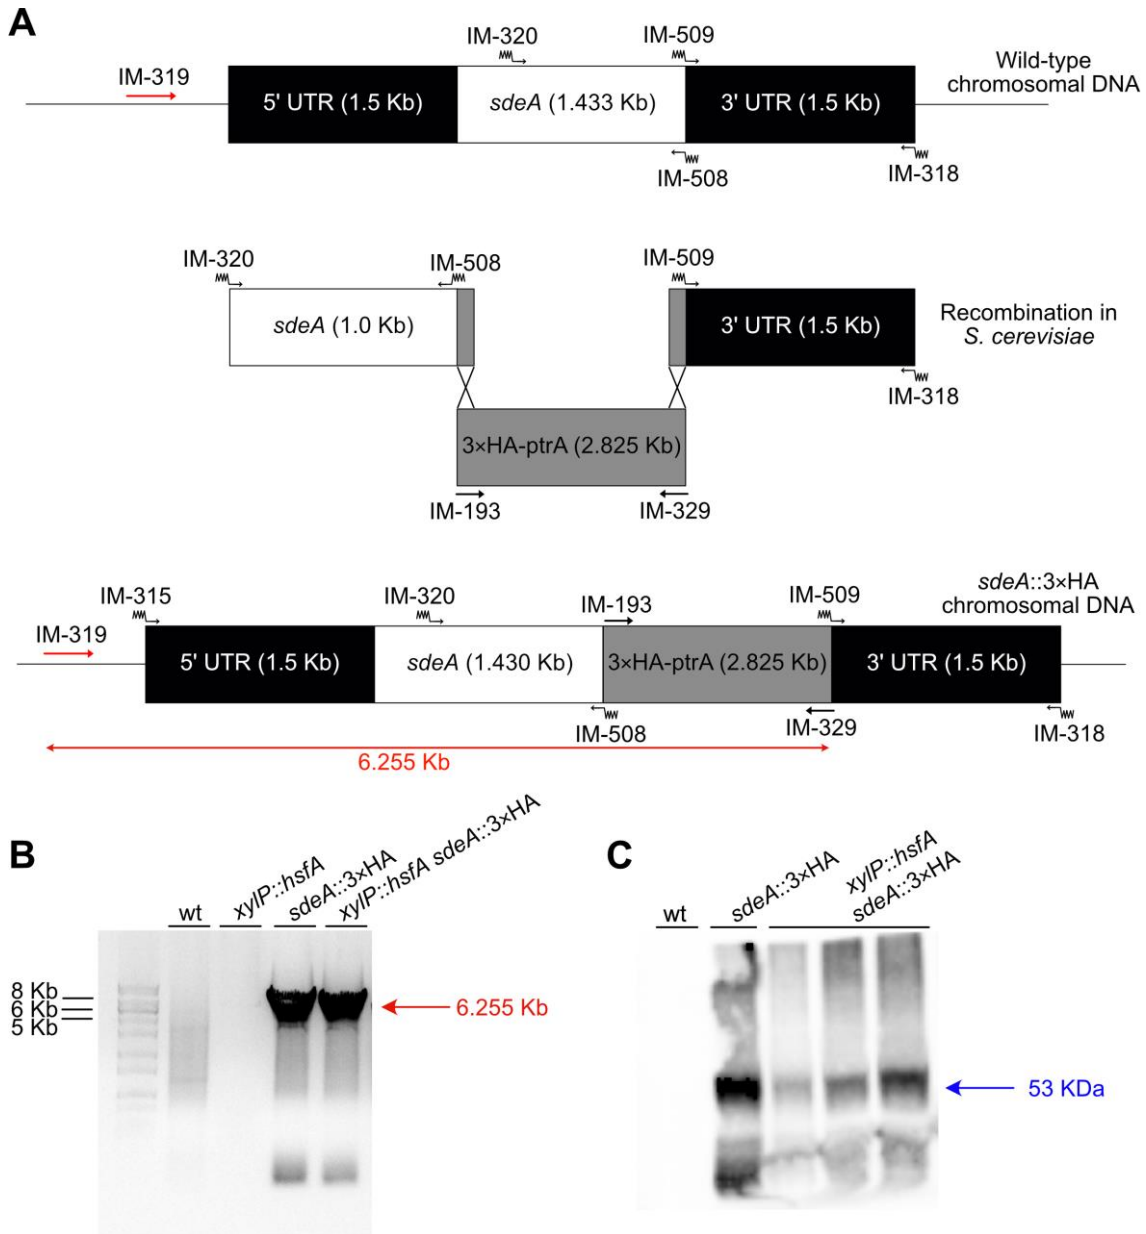 A
IM-320
IM-509
IM-319
Wild-type
chromosomal DNA
5' UTR (1.5 Kb)
sdeA (1.433 Kb)
3' UTR (1.5 Kb)
IM-508
IM-318
IM-320
IM-508
IM-509
sdeA (1.0 Kb)
3' UTR (1.5 Kb)
Recombination in
S. cerevisiae
IM-318
3×HA-ptrA (2.825 Kb)
IM-193
IM-329
sdeA::3×HA
chromosomal DNA
IM-315
IM-320
IM-193
IM-509
IM-319
5' UTR (1.5 Kb)
sdeA (1.430 Kb)
3×HA-ptrA (2.825 Kb)
3' UTR (1.5 Kb)
IM-508
IM-329
IM-318
6.255 Kb
B
wt
xylP::hsfA
sdeA::3×HA
xylP::hsfA sdeA::3×HA
8 Kb
6 Kb
5 Kb
6.255 Kb
C
wt
sdeA::3×HA
xylP::hsfA
sdeA::3×HA
53 KDa